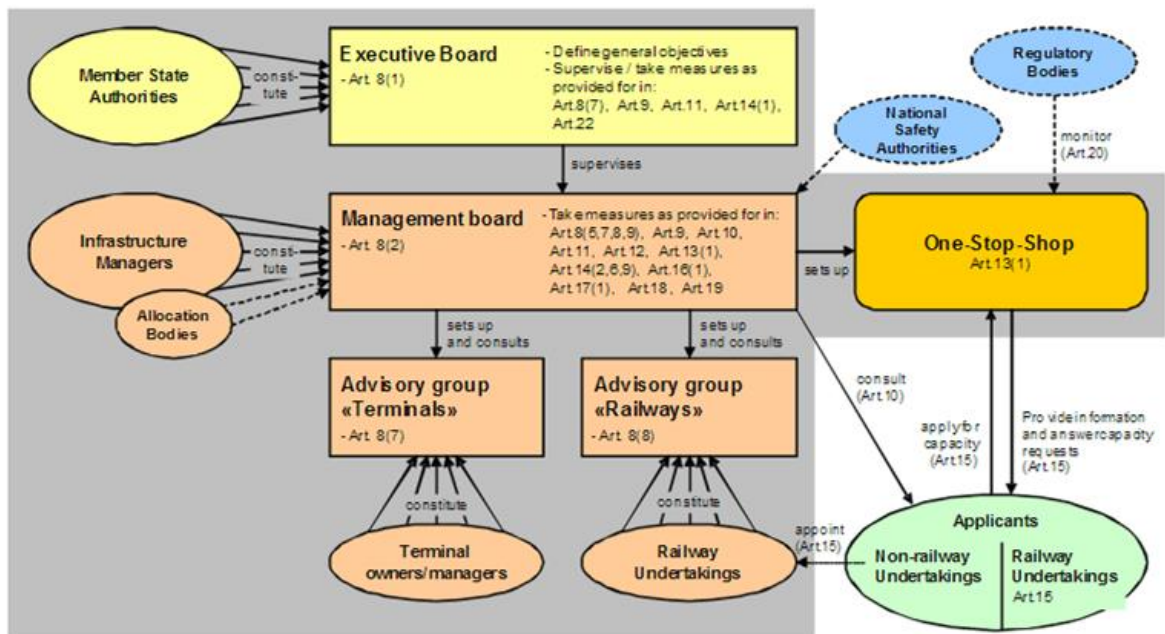 Member State
Authorities
consti-
tute
Executive Board
- Art. 8(1)
- Define general objectives
- Supervise / take measures as
provided for in:
Art.8(7), Art.9, Art.11, Art.14(1),
Art.22
Regulatory
Bodies
National
Safety
Authorities
monitor
(Art.20)
supervises
Infrastructure
Managers
consti-
tute
Allocation
Bodies
Management board
- Art. 8(2)
- Take measures as provided for in:
Art.8(5,7,8,9), Art.9, Art.10,
Art.11, Art.12, Art.13(1),
Art.14(2,6,9), Art.16(1),
Art.17(1), Art.18, Art.19
sets up
One-Stop-Shop
Art.13(1)
sets up
and consults
sets up
and consults
Advisory group
«Terminals»
- Art. 8(7)
Advisory group
«Railways»
- Art. 8(8)
consult
(Art.10)
apply for
capacity
(Art.15)
Provide information
and answer capacity
requests
(Art.15)
constitute
constitute
Terminal
owners/managers
Railway
Undertakings
appoint
(Art.15)
Applicants
Non-railway
Undertakings
Railway
Undertakings
Art.15